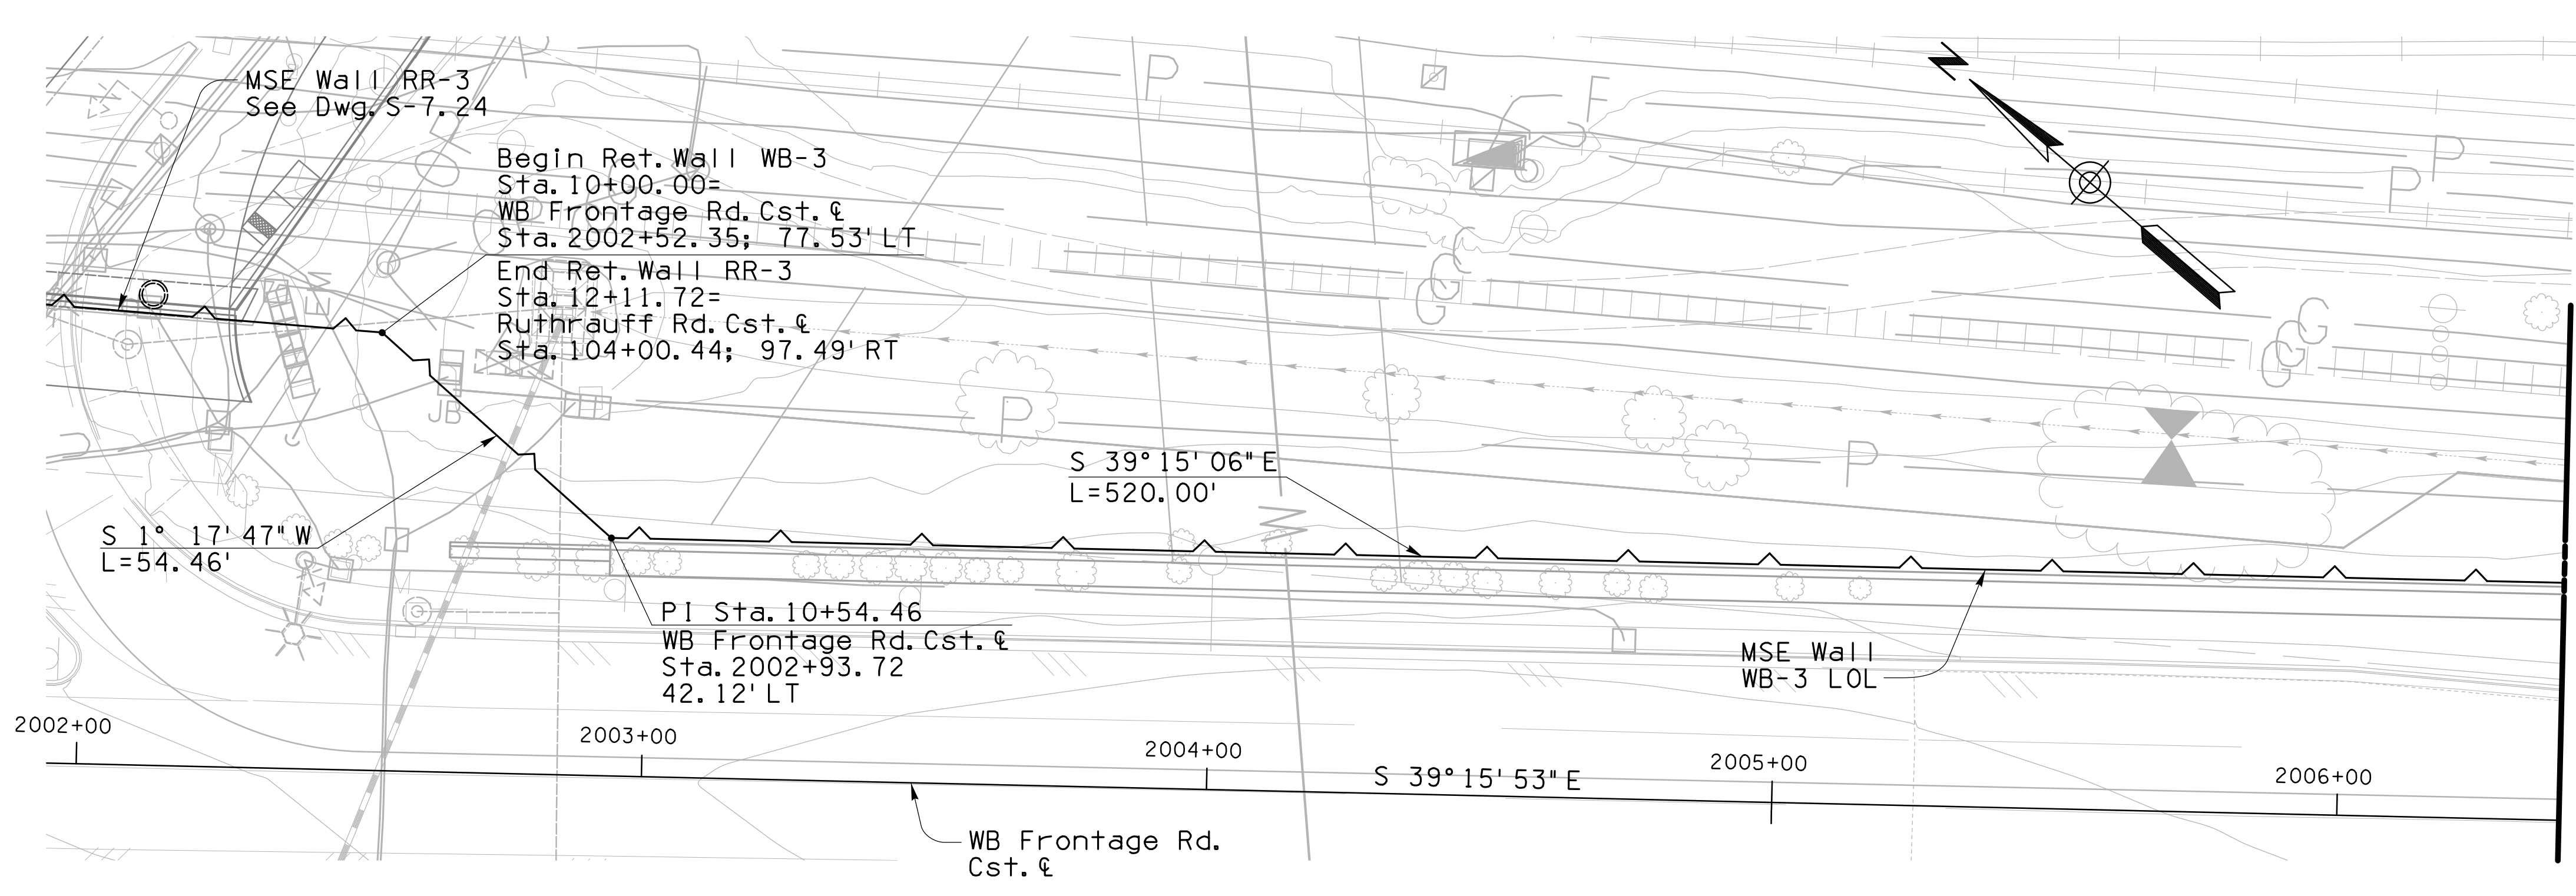 MSE Wall RR-3
See Dwg. S-7.24
Begin Ret. Wall WB-3
Sta. 10+00.00=
WB Frontage Rd. Cst. ℄
Sta. 2002+52.35; 77.53' LT
End Ret. Wall RR-3
Sta. 12+11.72=
Ruthrauff Rd. Cst. ℄
Sta. 104+00.44; 97.49' RT
N
P
F
P
P
G
G
G
G
G
G
JB
P
P
W
S 39°15'06" E
L=520.00'
S 1° 17'47" W
L=54.46'
PI Sta. 10+54.46
WB Frontage Rd. Cst. ℄
Sta. 2002+93.72
42.12' LT
MSE Wall
WB-3 LOL
2002+00
2003+00
2004+00
2005+00
2006+00
S 39°15'53" E
WB Frontage Rd.
Cst. ℄